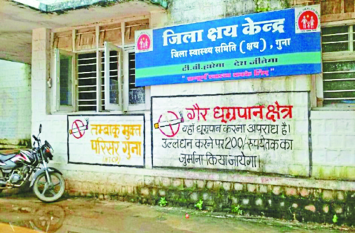 जिला क्षय केन्द्र
जिला स्वास्थ्य समिति (क्षय), गुना
टी.बी. हारेगा देश जीतेगा
तम्बाकू मुक्त
परिसर गुना
गैर धूम्रपान क्षेत्र
यहाँ धूम्रपान करना अपराध है।
उल्लंघन करने पर 200/ रुपये तक का
जुर्माना किया जायेगा